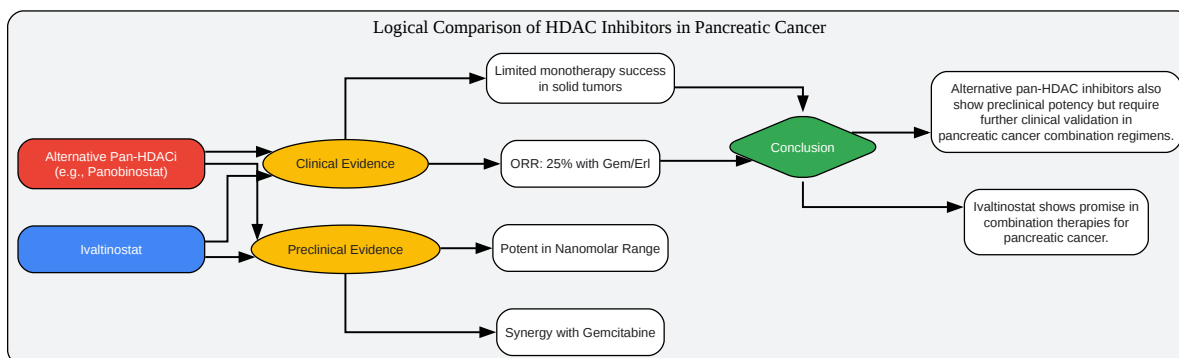 Logical Comparison of HDAC Inhibitors in Pancreatic Cancer
Limited monotherapy success
in solid tumors
Alternative pan-HDAC inhibitors also
show preclinical potency but require
further clinical validation in
pancreatic cancer combination regimens.
Alternative Pan-HDACi
(e.g., Panobinostat)
Clinical Evidence
ORR: 25% with Gem/Erl
Conclusion
Ivaltinostat
Preclinical Evidence
Potent in Nanomolar Range
Ivaltinostat shows promise in
combination therapies for
pancreatic cancer.
Synergy with Gemcitabine